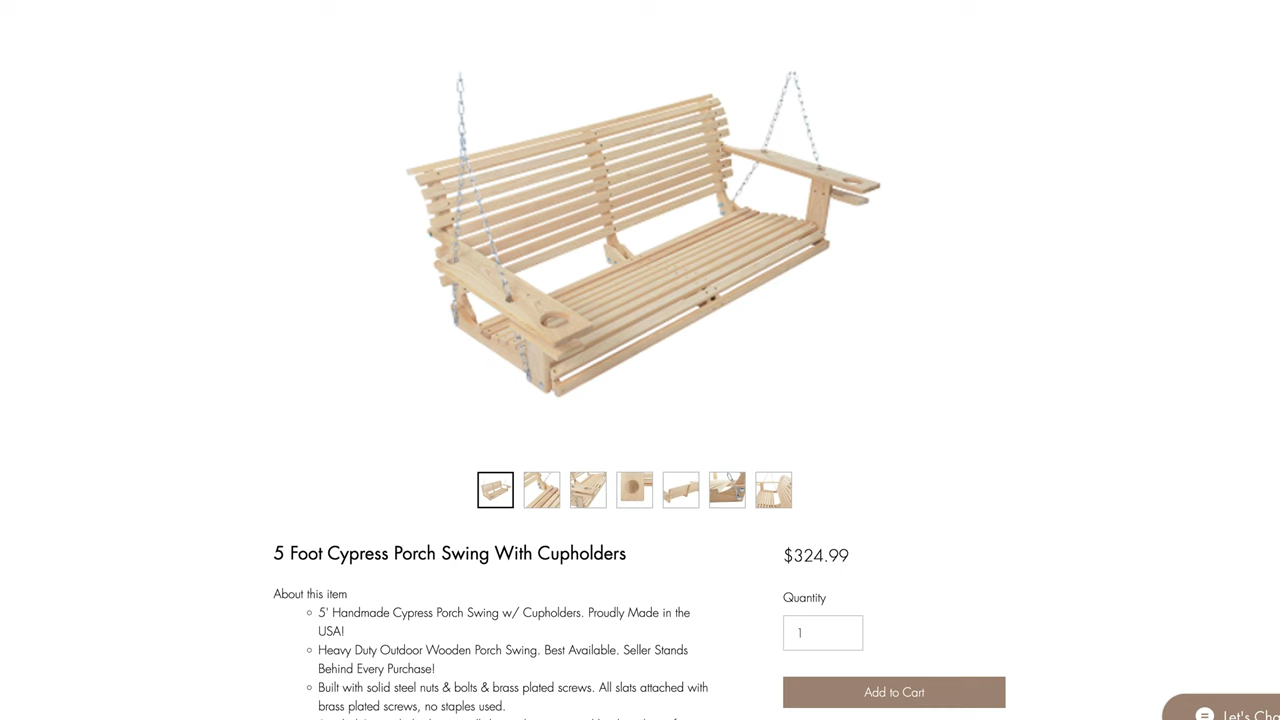 5 Foot Cypress Porch Swing With Cupholders
$324.99
About this item
Quantity
5' Handmade Cypress Porch Swing w/ Cupholders. Proudly Made in the
USA!
1
Heavy Duty Outdoor Wooden Porch Swing. Best Available. Seller Stands
Behind Every Purchase!
Built with solid steel nuts & bolts & brass plated screws. All slats attached with
brass plated screws, no staples used.
Add to Cart
Let's